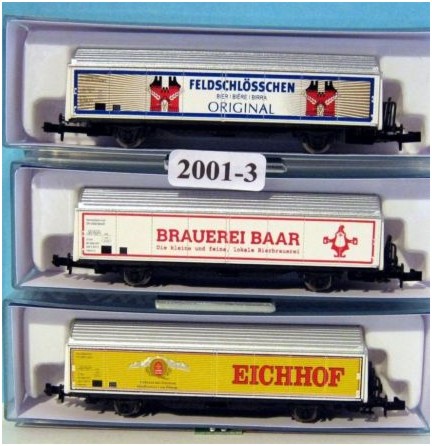 FELDSCHLÖSSCHEN
BIER / BIÈRE / BIRRA
ORIGINAL
2001-3
BRAUEREI BAAR
Die kleine und feine, lokale Bierbrauerei
EICHHOF